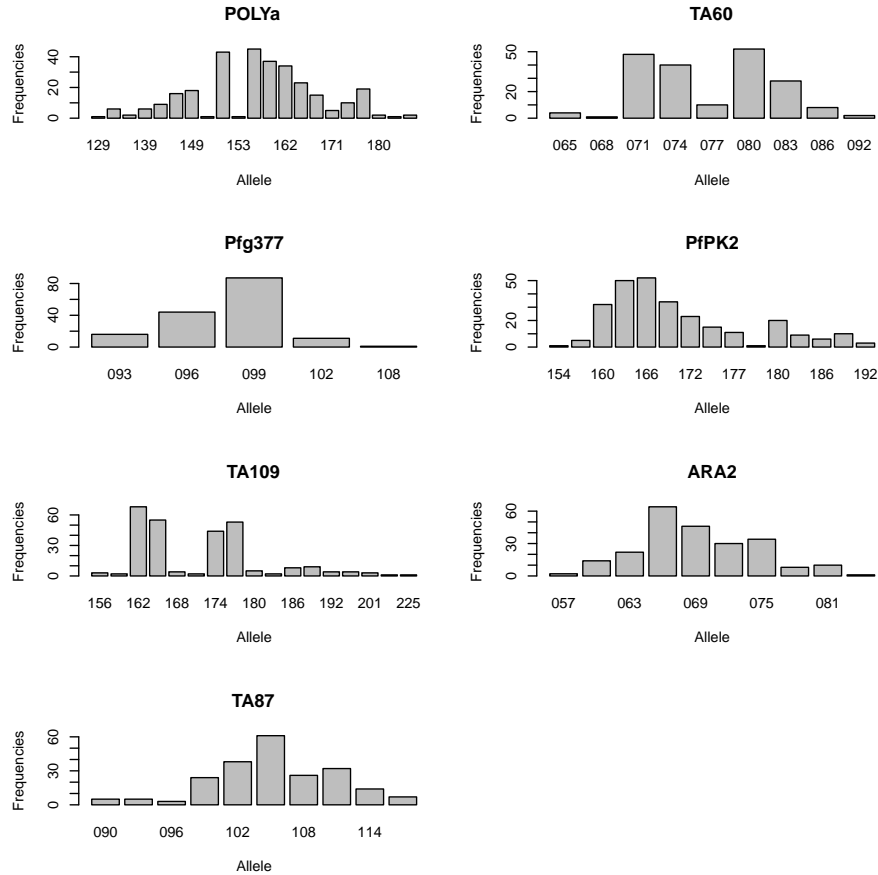 POLYa
Frequencies
0 20 40
129 139 149 153 162 171 180
Allele
TA60
Frequencies
0 20 50
065 068 071 074 077 080 083 086 092
Allele
Pfg377
Frequencies
0 40 80
093 096 099 102 108
Allele
PfPK2
Frequencies
0 20 50
154 160 166 172 177 180 186 192
Allele
TA109
Frequencies
0 30 60
156 162 168 174 180 186 192 201 225
Allele
ARA2
Frequencies
0 30 60
057 063 069 075 081
Allele
TA87
Frequencies
0 30 60
090 096 102 108 114
Allele